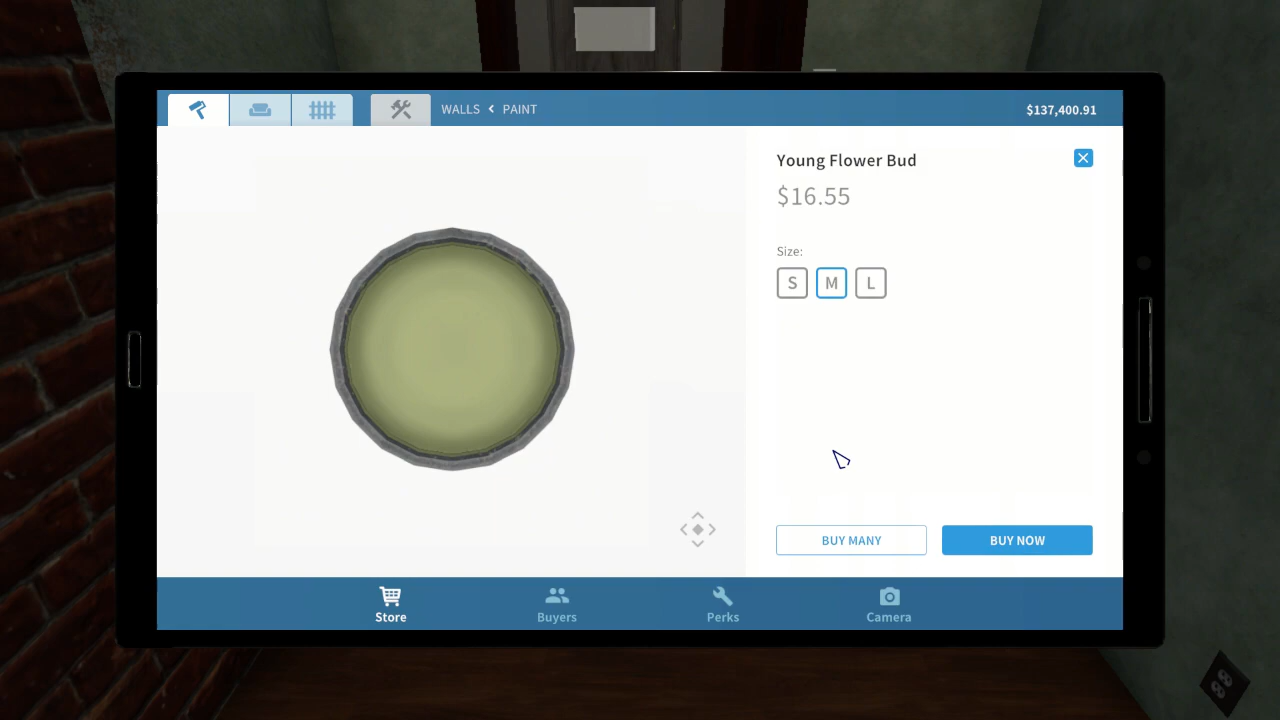 WALLS < PAINT
$137,400.91
Young Flower Bud
$16.55
Size:
S M L
BUY MANY
BUY NOW
Store
Buyers
Perks
Camera